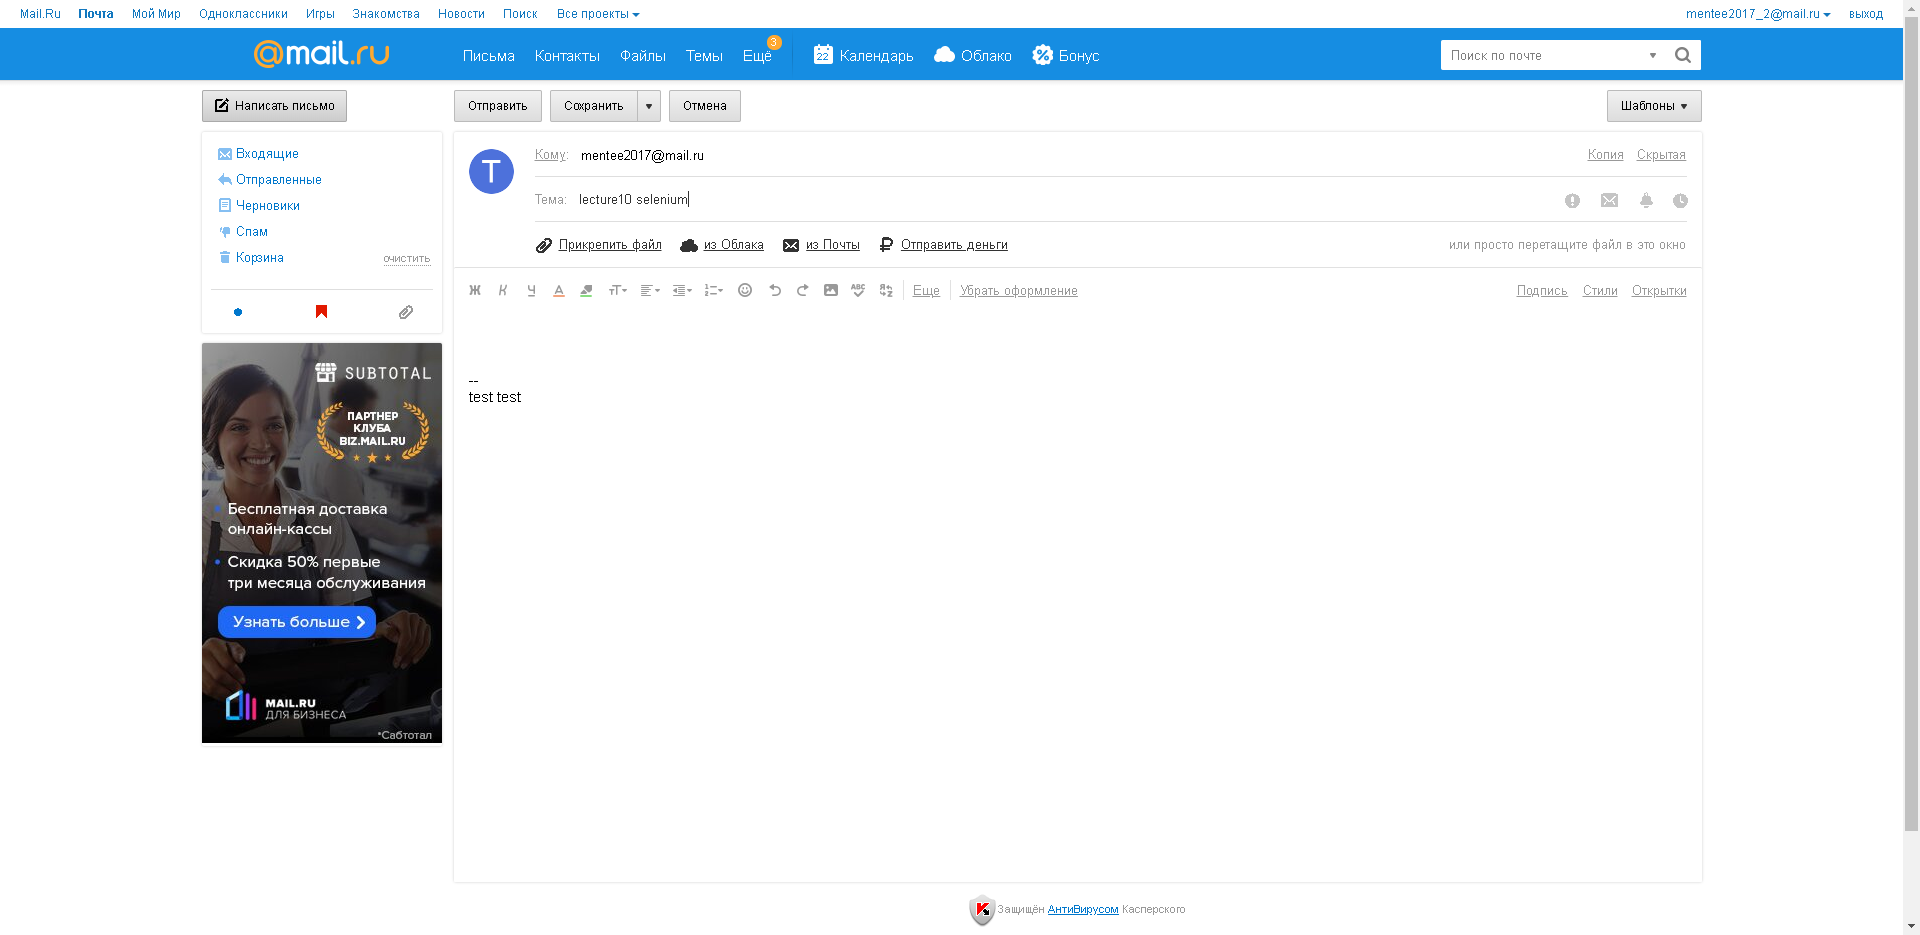 Mail.Ru Почта Мой Мир Одноклассники Игры Знакомства Новости Поиск Все проекты mentee2017_2@mail.ru выход
@mail.ru Письма Контакты Файлы Темы Ещё 3 22 Календарь Облако Бонус Поиск по почте
Написать письмо Отправить Сохранить Отмена Шаблоны
Входящие
Отправленные
Черновики
Спам
Корзина очистить
SUBTOTAL
ПАРТНЕР
КЛУБА
BIZ.MAIL.RU
Бесплатная доставка
онлайн-кассы
Скидка 50% первые
три месяца обслуживания
Узнать больше
MAIL.RU
ДЛЯ БИЗНЕСА
*Сабтотал
T
Кому: mentee2017@mail.ru Копия Скрытая
Тема: lecture10 selenium
Прикрепить файл из Облака из Почты Отправить деньги или просто перетащите файл в это окно
Ж К Ч А тТ ABC Еще Убрать оформление Подпись Стили Открытки
--
test test
Защищён АнтиВирусом Касперского